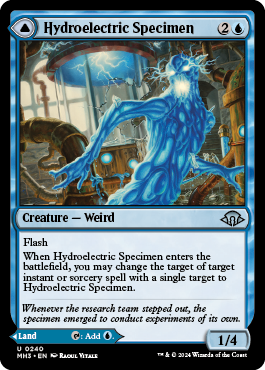 Hydroelectric Specimen 2
Creature — Weird
Flash
When Hydroelectric Specimen enters the
battlefield, you may change the target of target
instant or sorcery spell with a single target to
Hydroelectric Specimen.
Whenever the research team stepped out, the
specimen emerged to conduct experiments of its own.
Land : Add
1/4
U 0240
MH3 • EN Raoul Vitale ™ & © 2024 Wizards of the Coast